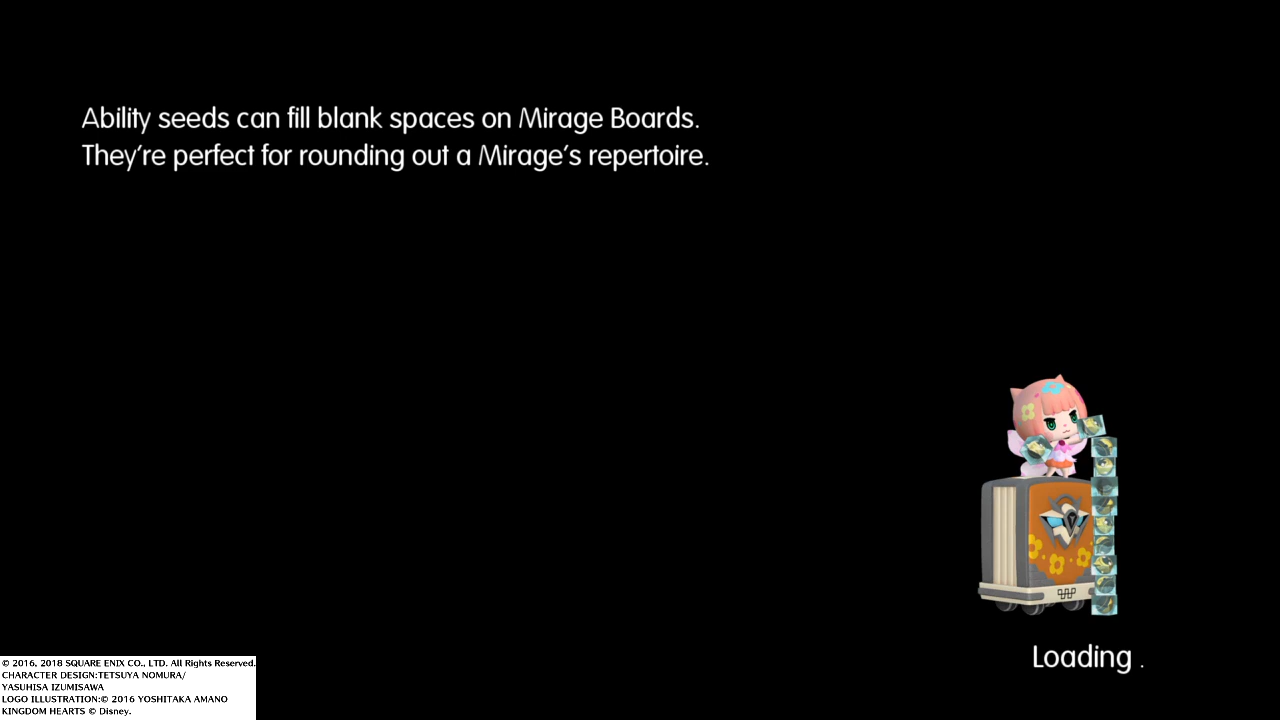 Ability seeds can fill blank spaces on Mirage Boards.
They're perfect for rounding out a Mirage's repertoire.
Loading .
© 2016, 2018 SQUARE ENIX CO., LTD. All Rights Reserved.
CHARACTER DESIGN:TETSUYA NOMURA/
YASUHISA IZUMISAWA
LOGO ILLUSTRATION:© 2016 YOSHITAKA AMANO
KINGDOM HEARTS © Disney.